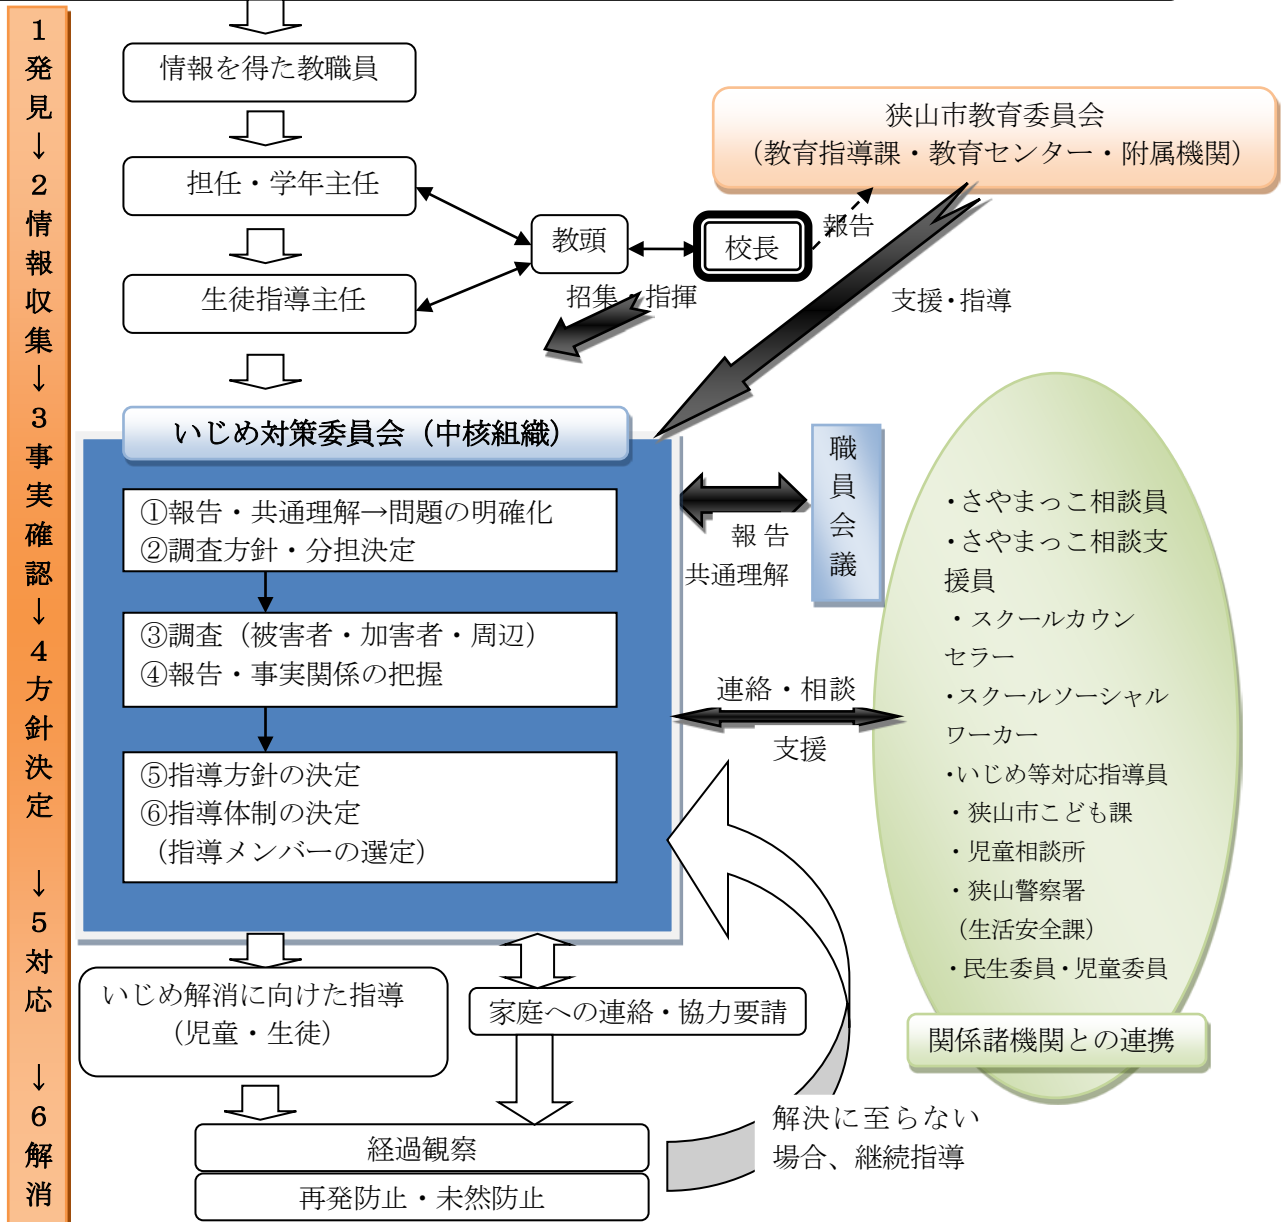 1発見↓2情報収集↓3事実確認↓4方針決定 ↓5対応 ↓6解消
情報を得た教職員
狭山市教育委員会
（教育指導課・教育センター・附属機関）
担任・学年主任
教頭
校長
報告
生徒指導主任
招集・指揮
支援・指導
いじめ対策委員会（中核組織）
①報告・共通理解→問題の明確化
②調査方針・分担決定
③調査（被害者・加害者・周辺）
④報告・事実関係の把握
⑤指導方針の決定
⑥指導体制の決定
（指導メンバーの選定）
職員会議
報告
共通理解
連絡・相談
支援
・さやまっこ相談員
・さやまっこ相談支
援員
・スクールカウン
セラー
・スクールソーシャル
ワーカー
・いじめ等対応指導員
・狭山市こども課
・児童相談所
・狭山警察署
（生活安全課）
・民生委員・児童委員
関係諸機関との連携
いじめ解消に向けた指導
（児童・生徒）
家庭への連絡・協力要請
経過観察
再発防止・未然防止
解決に至らない
場合、継続指導